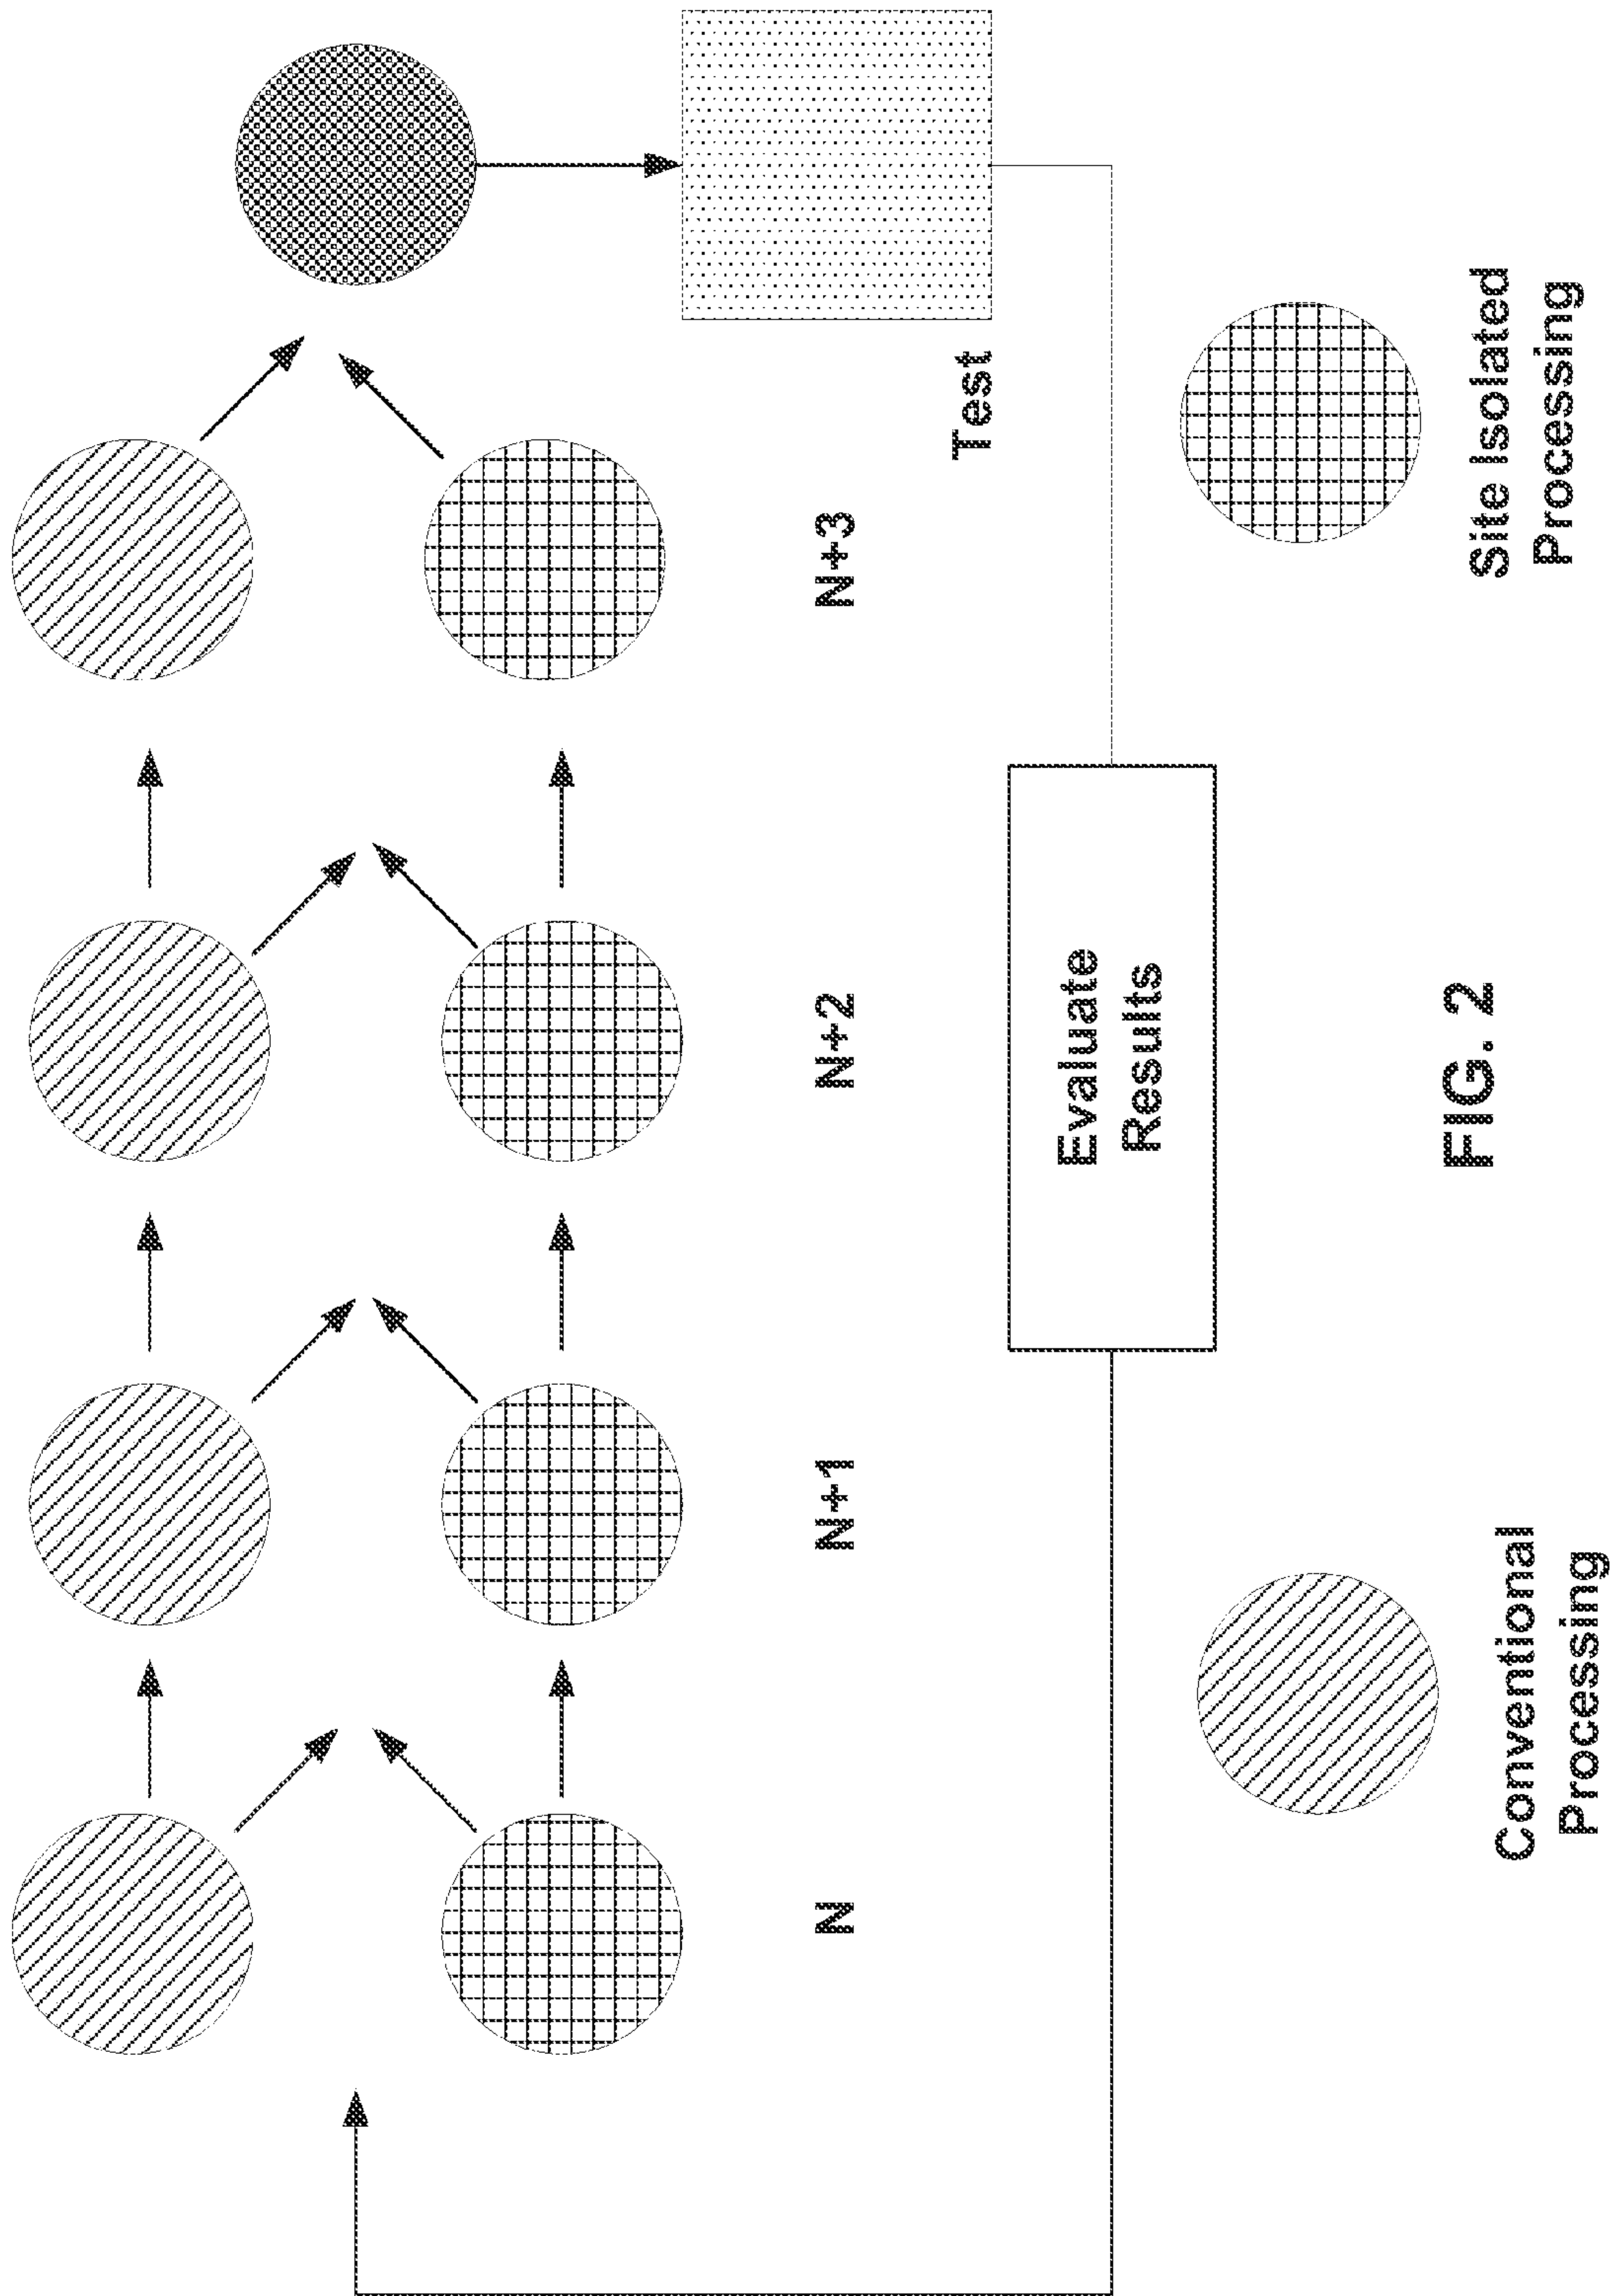 N
N+1
N+2
N+3
Test
Evaluate
Results
Conventional
Processing
Site Isolated
Processing
FIG. 2